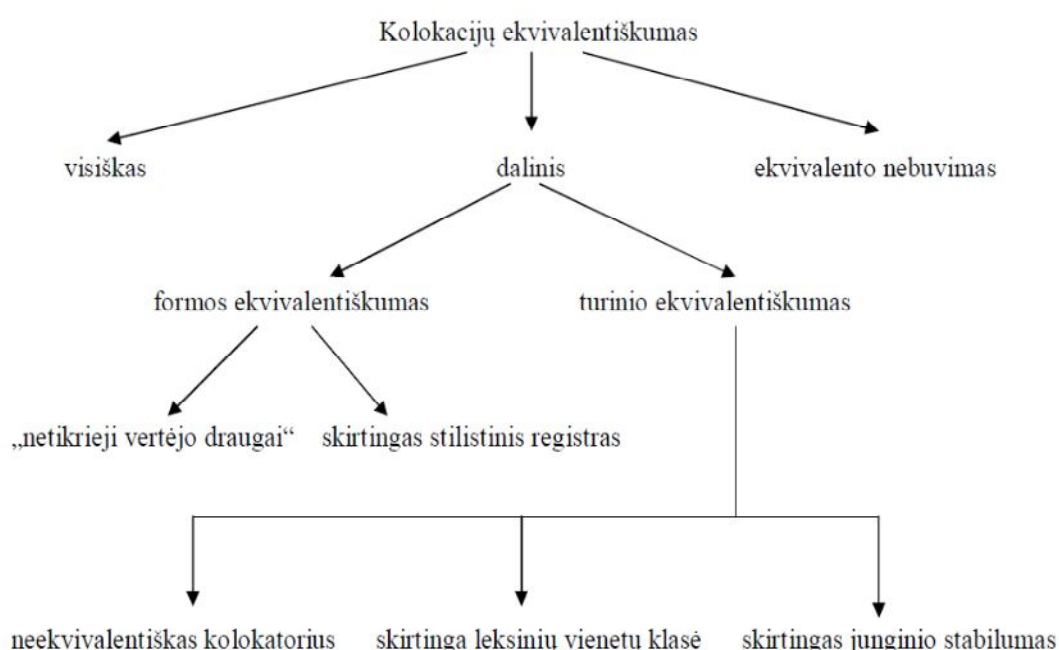 Kolokacijų ekvivalentiškumas
visiškas dalinis ekvivalento nebuvimas
formos ekvivalentiškumas turinio ekvivalentiškumas
„netikrieji vertėjo draugai“ skirtingas stilistinis registras
neekvivalentiškas kolokatorius skirtinga leksinių vienetų klasė skirtingas junginio stabilumas